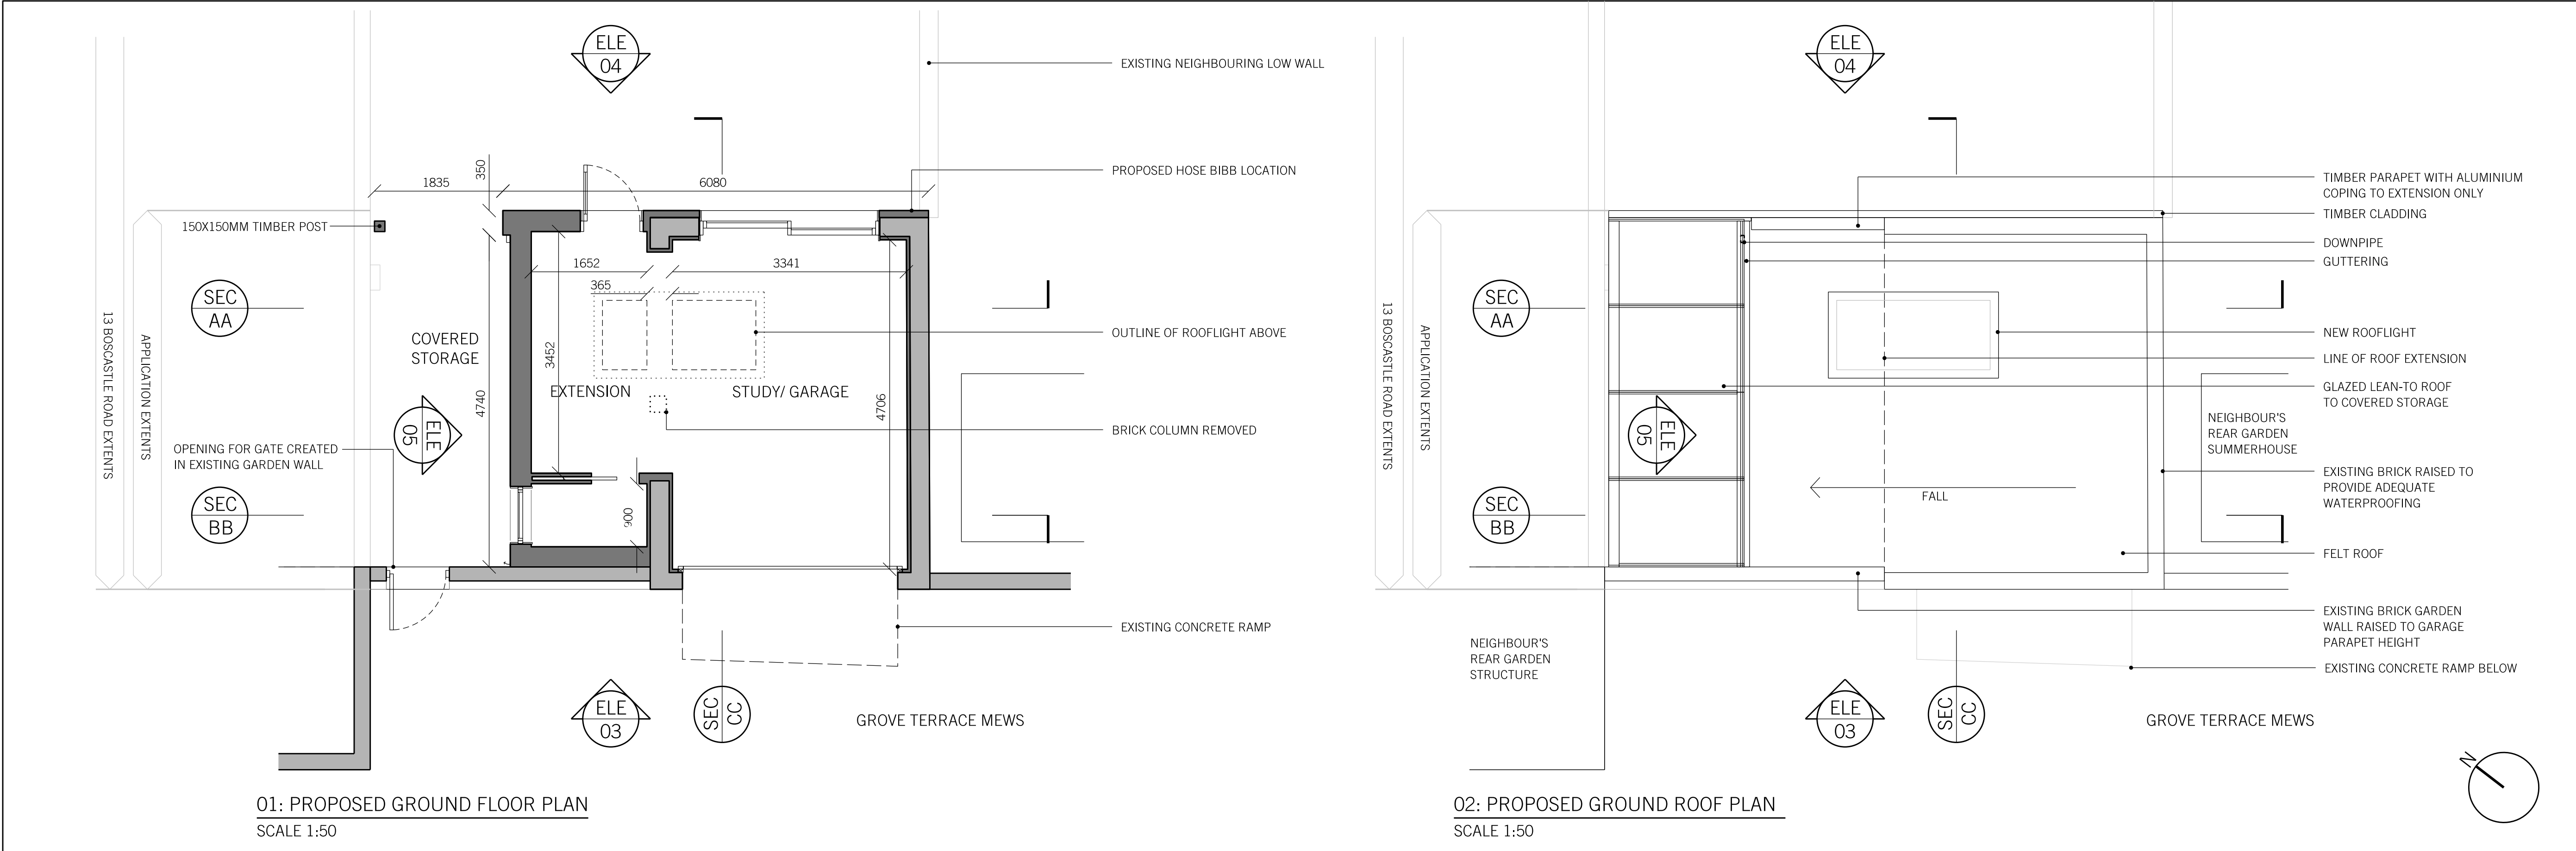 ELE
04
EXISTING NEIGHBOURING LOW WALL
1835
350
6080
PROPOSED HOSE BIBB LOCATION
150X150MM TIMBER POST
1652
3341
365
SEC
AA
COVERED
STORAGE
3452
OUTLINE OF ROOFLIGHT ABOVE
EXTENSION
STUDY/ GARAGE
13 BOSCASTLE ROAD EXTENTS
APPLICATION EXTENTS
4740
4706
ELE
05
BRICK COLUMN REMOVED
OPENING FOR GATE CREATED
IN EXISTING GARDEN WALL
SEC
BB
900
EXISTING CONCRETE RAMP
ELE
03
SEC
CC
GROVE TERRACE MEWS
01: PROPOSED GROUND FLOOR PLAN
SCALE 1:50
ELE
04
TIMBER PARAPET WITH ALUMINIUM
COPING TO EXTENSION ONLY
TIMBER CLADDING
DOWNPIPE
GUTTERING
SEC
AA
NEW ROOFLIGHT
LINE OF ROOF EXTENSION
GLAZED LEAN-TO ROOF
TO COVERED STORAGE
13 BOSCASTLE ROAD EXTENTS
APPLICATION EXTENTS
ELE
05
NEIGHBOUR'S
REAR GARDEN
SUMMERHOUSE
EXISTING BRICK RAISED TO
PROVIDE ADEQUATE
WATERPROOFING
FALL
SEC
BB
FELT ROOF
EXISTING BRICK GARDEN
WALL RAISED TO GARAGE
PARAPET HEIGHT
NEIGHBOUR'S
REAR GARDEN
STRUCTURE
EXISTING CONCRETE RAMP BELOW
ELE
03
SEC
CC
GROVE TERRACE MEWS
N
02: PROPOSED GROUND ROOF PLAN
SCALE 1:50